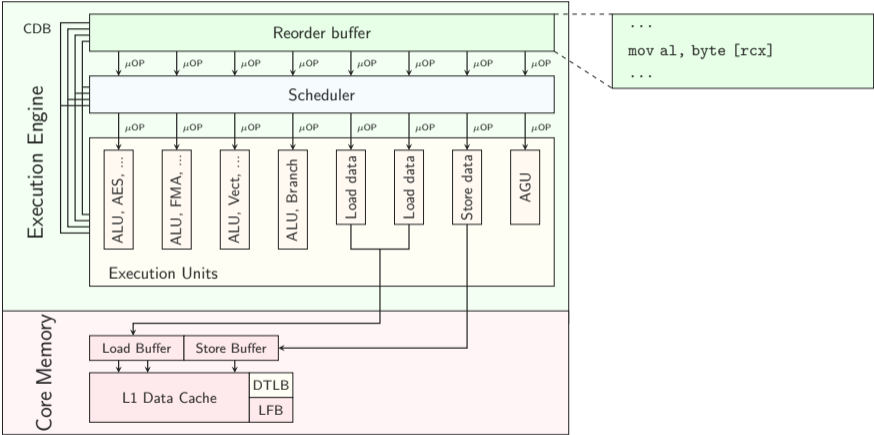 CDB
Reorder buffer
...
mov al, byte [rcx]
...
μOP μOP μOP μOP μOP μOP μOP μOP
Scheduler
μOP μOP μOP μOP μOP μOP μOP μOP
Execution Engine
ALU, AES, ...
ALU, FMA, ...
ALU, Vect, ...
ALU, Branch
Load data
Load data
Store data
AGU
Execution Units
Core Memory
Load Buffer
Store Buffer
L1 Data Cache
DTLB
LFB